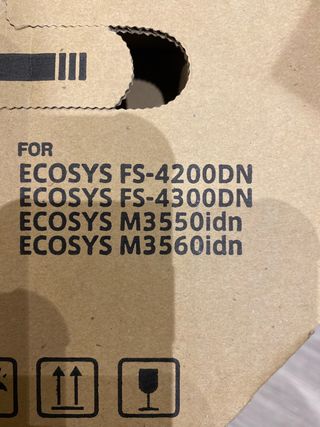 FOR
ECOSYS FS-4200DN
ECOSYS FS-4300DN
ECOSYS M3550idn
ECOSYS M3560idn